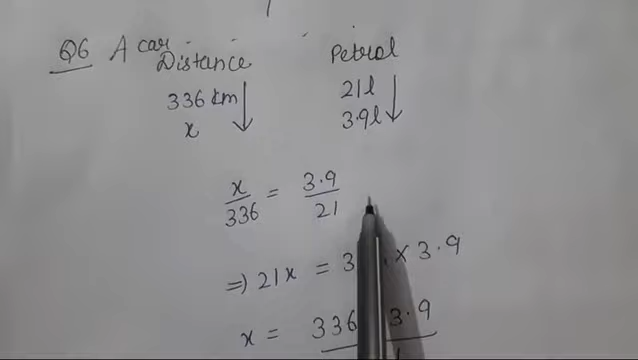 Q6 A car
Distance Petrol
336 km 21l
x 3.9l
x/336 = 3.9/21
⇒ 21x = 3 × 3.9
x = 336 3.9